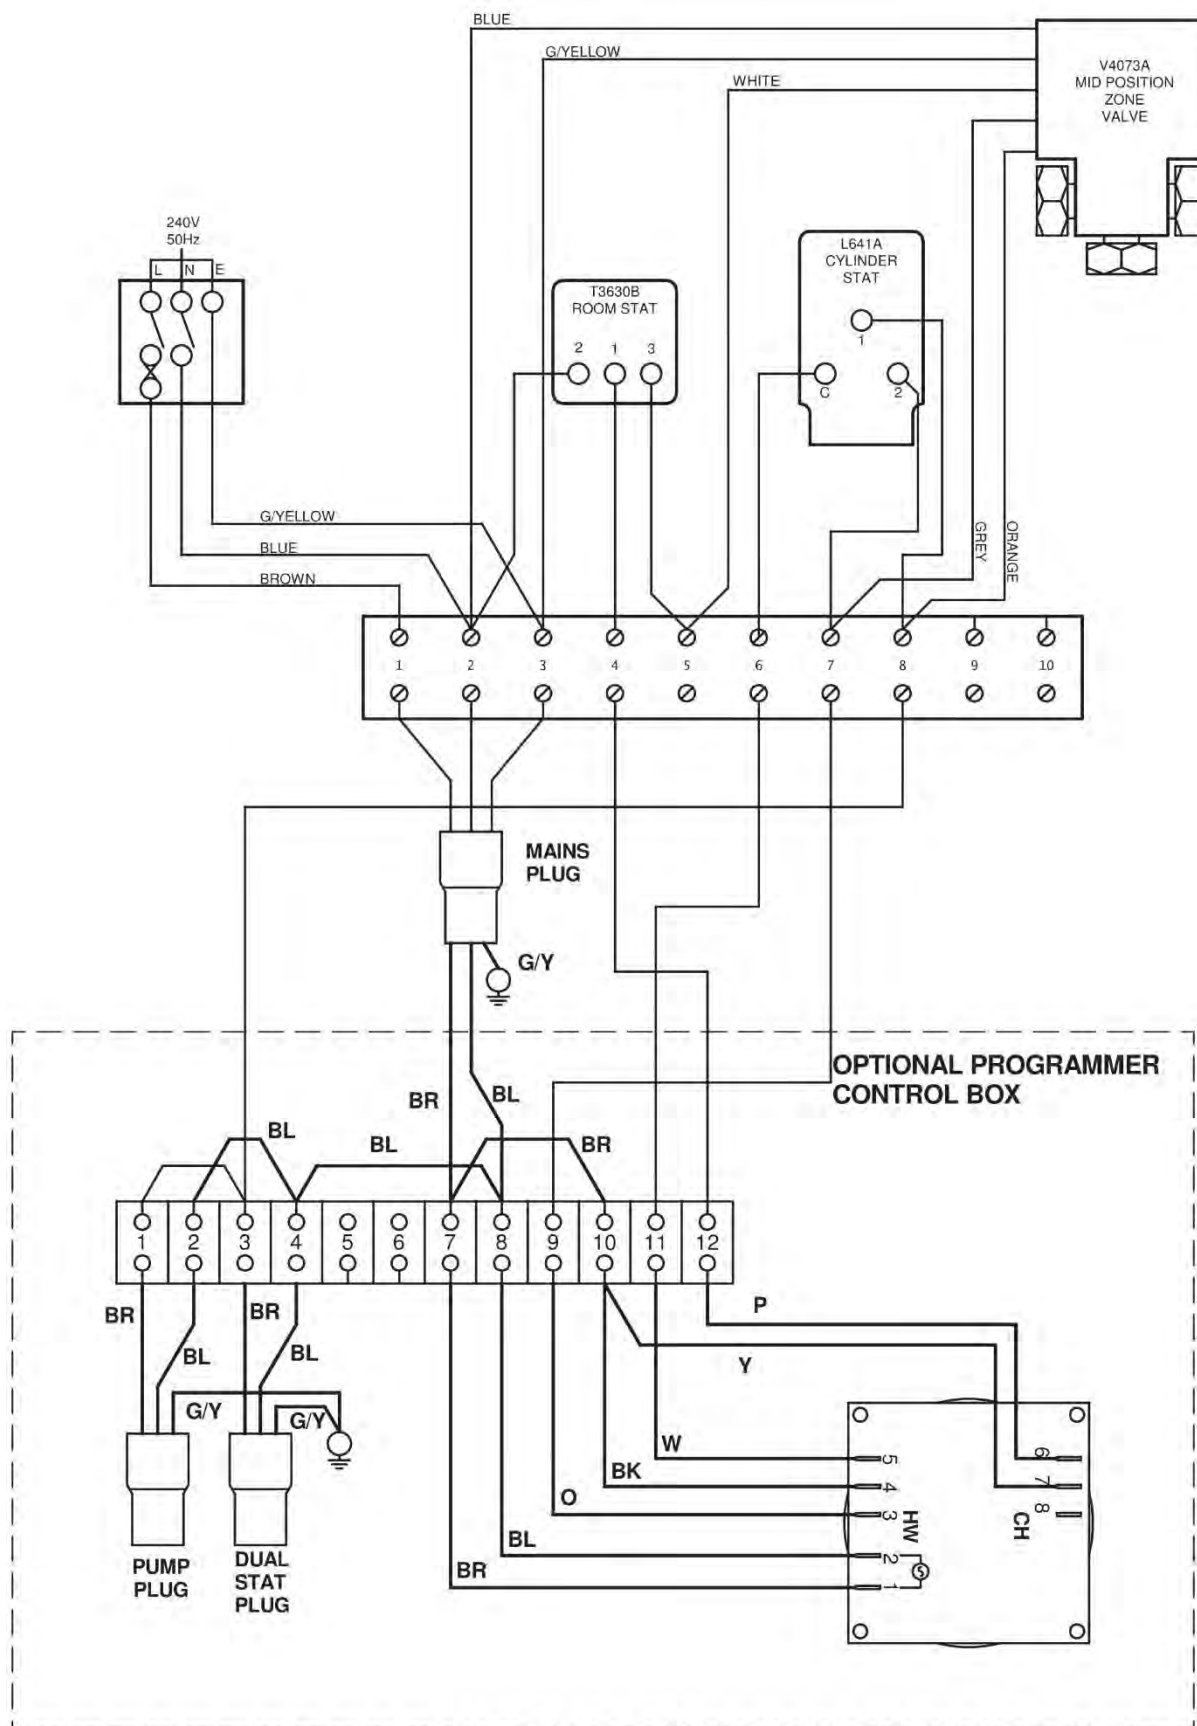 BLUE
G/YELLOW
WHITE
V4073A
MID POSITION
ZONE
VALVE
240V
50Hz
L N E
L641A
CYLINDER
STAT
1
C 2
T3630B
ROOM STAT
2 1 3
G/YELLOW
BLUE
BROWN
GREY
ORANGE
1 2 3 4 5 6 7 8 9 10
MAINS
PLUG
G/Y
OPTIONAL PROGRAMMER
CONTROL BOX
BR
BL
BL
BL
BR
1 2 3 4 5 6 7 8 9 10 11 12
BR
BL
BR
BL
G/Y
G/Y
P
Y
W
BK
O
BL
BR
5
4
3
2
1
HW
S
6
7
8
CH
PUMP
PLUG
DUAL
STAT
PLUG